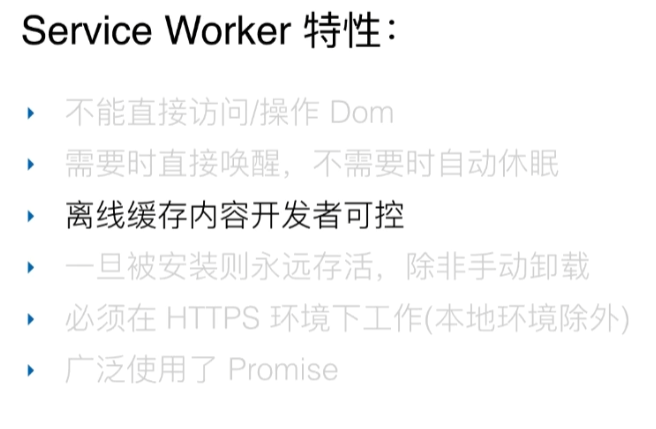 Service Worker 特性：
不能直接访问/操作 Dom
需要时直接唤醒，不需要时自动休眠
离线缓存内容开发者可控
一旦被安装则永远存活，除非手动卸载
必须在 HTTPS 环境下工作(本地环境除外)
广泛使用了 Promise